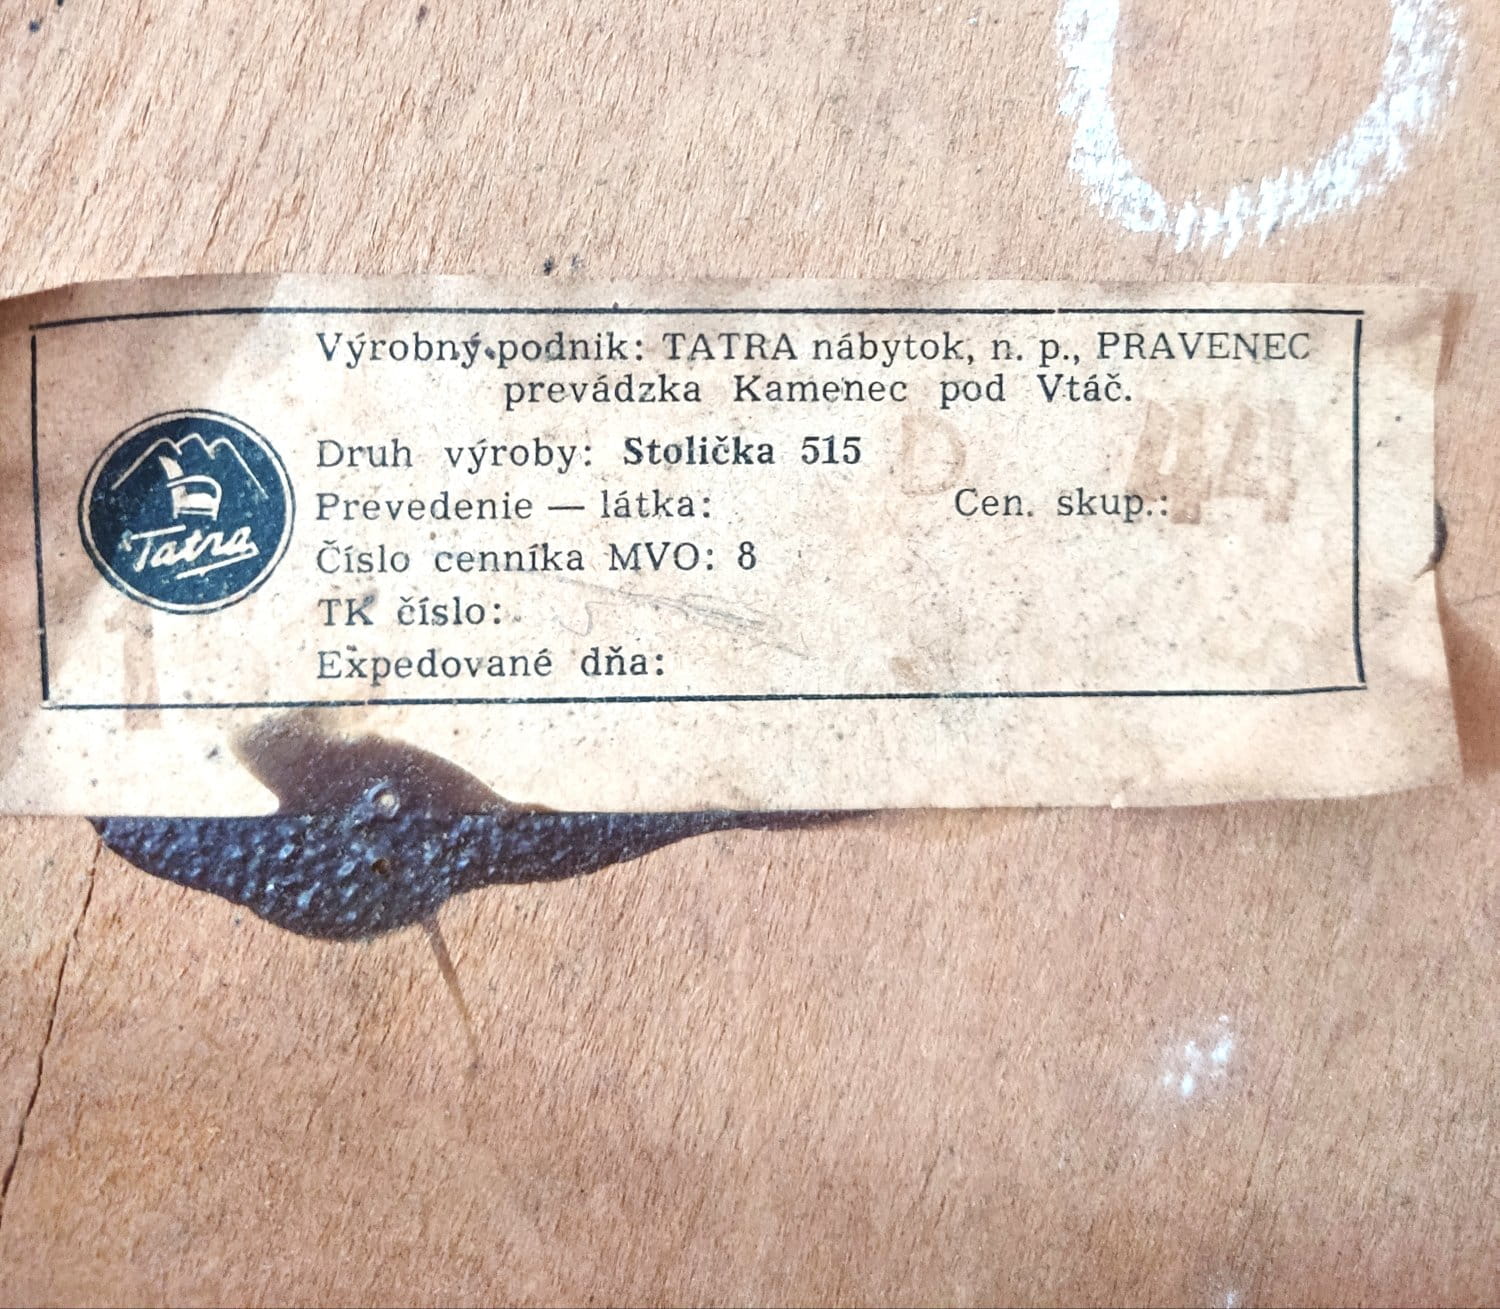 Výrobný podnik: TATRA nábytok, n. p., PRAVENEC
prevádzka Kamenec pod Vtáč.
Druh výroby: Stolička 515
Prevedenie — látka: Cen. skup.:
Číslo cenníka MVO: 8
TK číslo:
Expedované dňa:
Tatra